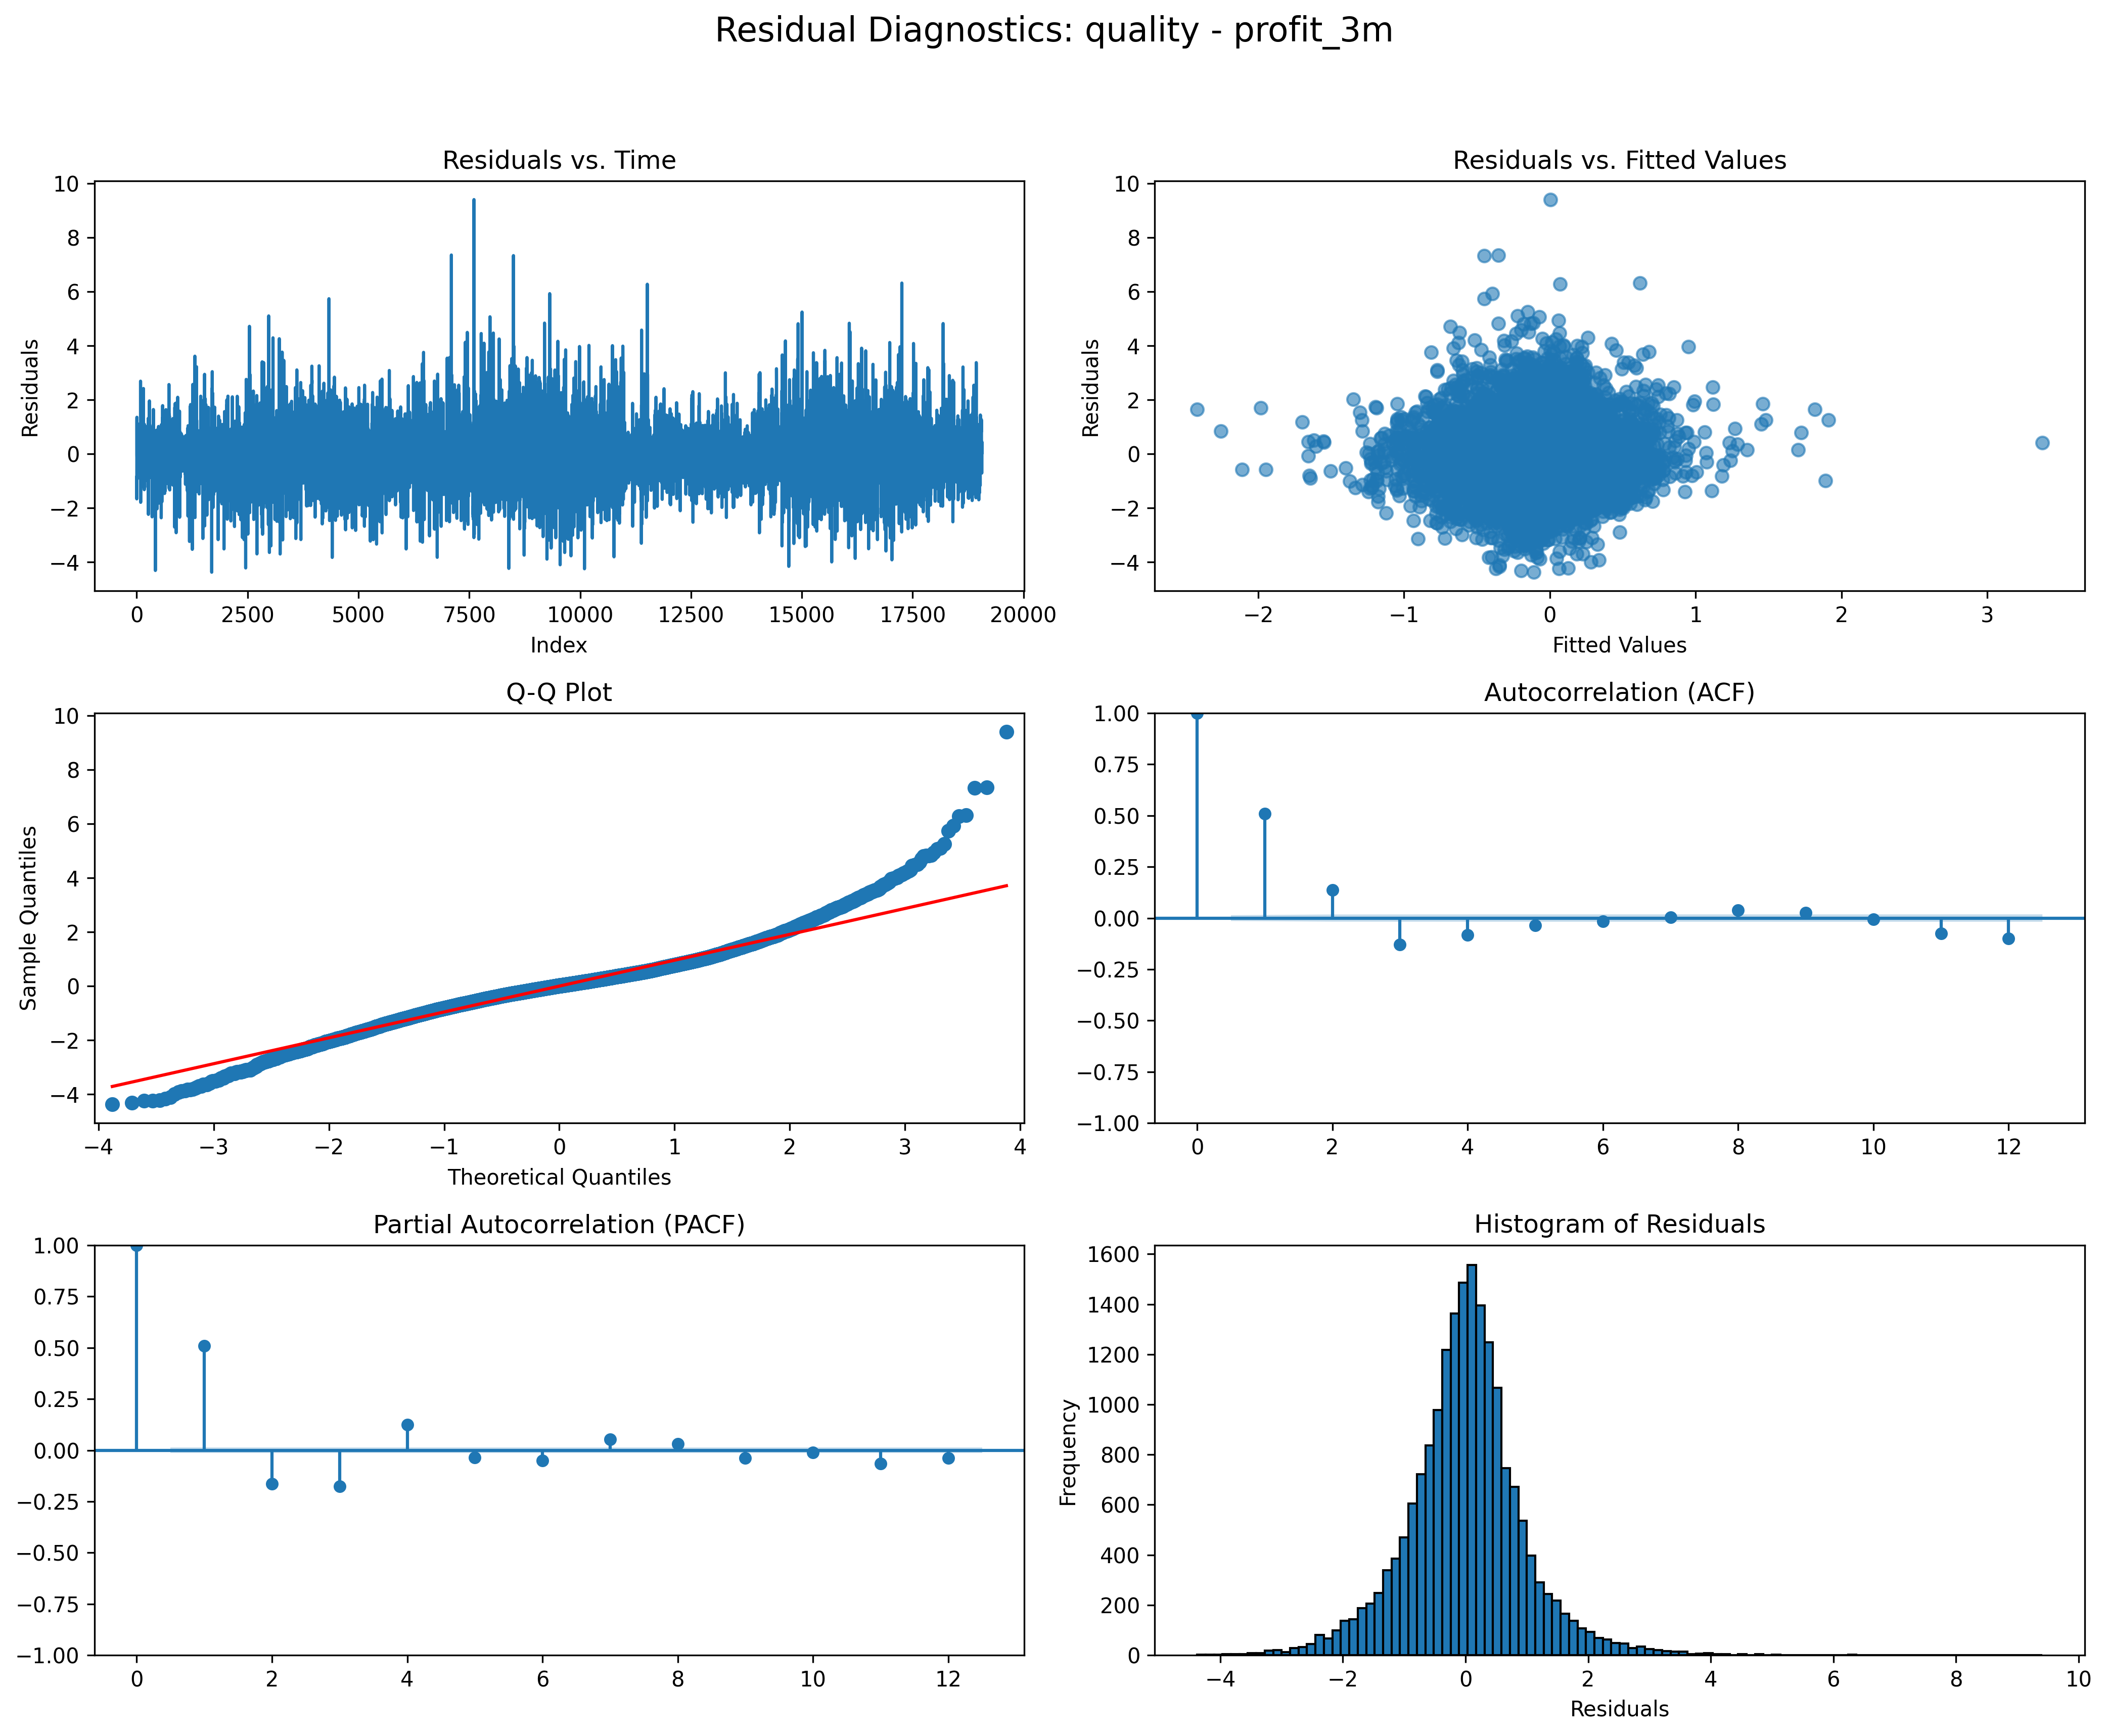 Residual Diagnostics: quality - profit_3m
Residuals vs. Time
10
8
6
4
2
0
−2
−4
Residuals
0 2500 5000 7500 10000 12500 15000 17500 20000
Index
Residuals vs. Fitted Values
10
8
6
4
2
0
−2
−4
Residuals
−2 −1 0 1 2 3
Fitted Values
Q-Q Plot
10
8
6
4
2
0
−2
−4
Sample Quantiles
−4 −3 −2 −1 0 1 2 3 4
Theoretical Quantiles
Autocorrelation (ACF)
1.00
0.75
0.50
0.25
0.00
−0.25
−0.50
−0.75
−1.00
0 2 4 6 8 10 12
Partial Autocorrelation (PACF)
1.00
0.75
0.50
0.25
0.00
−0.25
−0.50
−0.75
−1.00
0 2 4 6 8 10 12
Histogram of Residuals
1600
1400
1200
1000
800
600
400
200
0
Frequency
−4 −2 0 2 4 6 8 10
Residuals